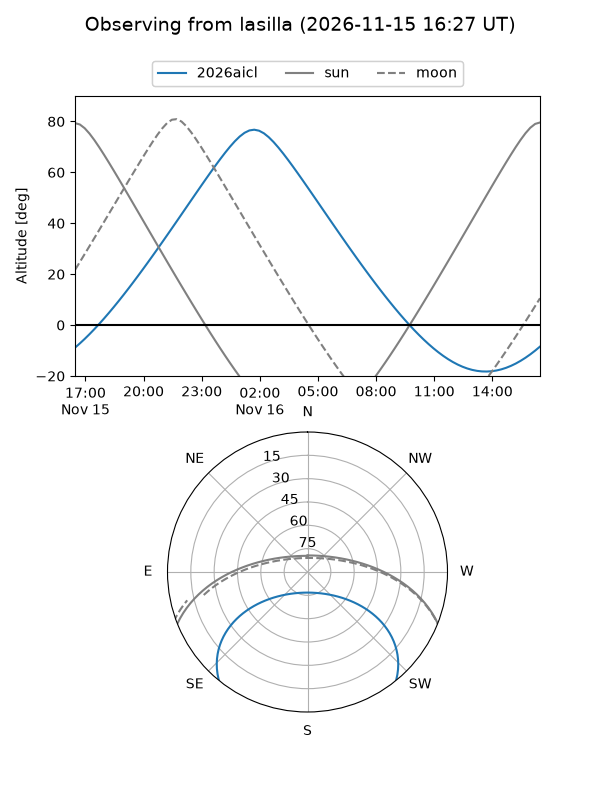 Observing from lasilla (2026-11-15 16:27 UT)
2026aicl sun moon
Altitude [deg]
80
60
40
20
0
−20
17:00 20:00 23:00 02:00 05:00 08:00 11:00 14:00
Nov 15 Nov 16
N
NE NW
15
30
45
60
75
E W
SE SW
S